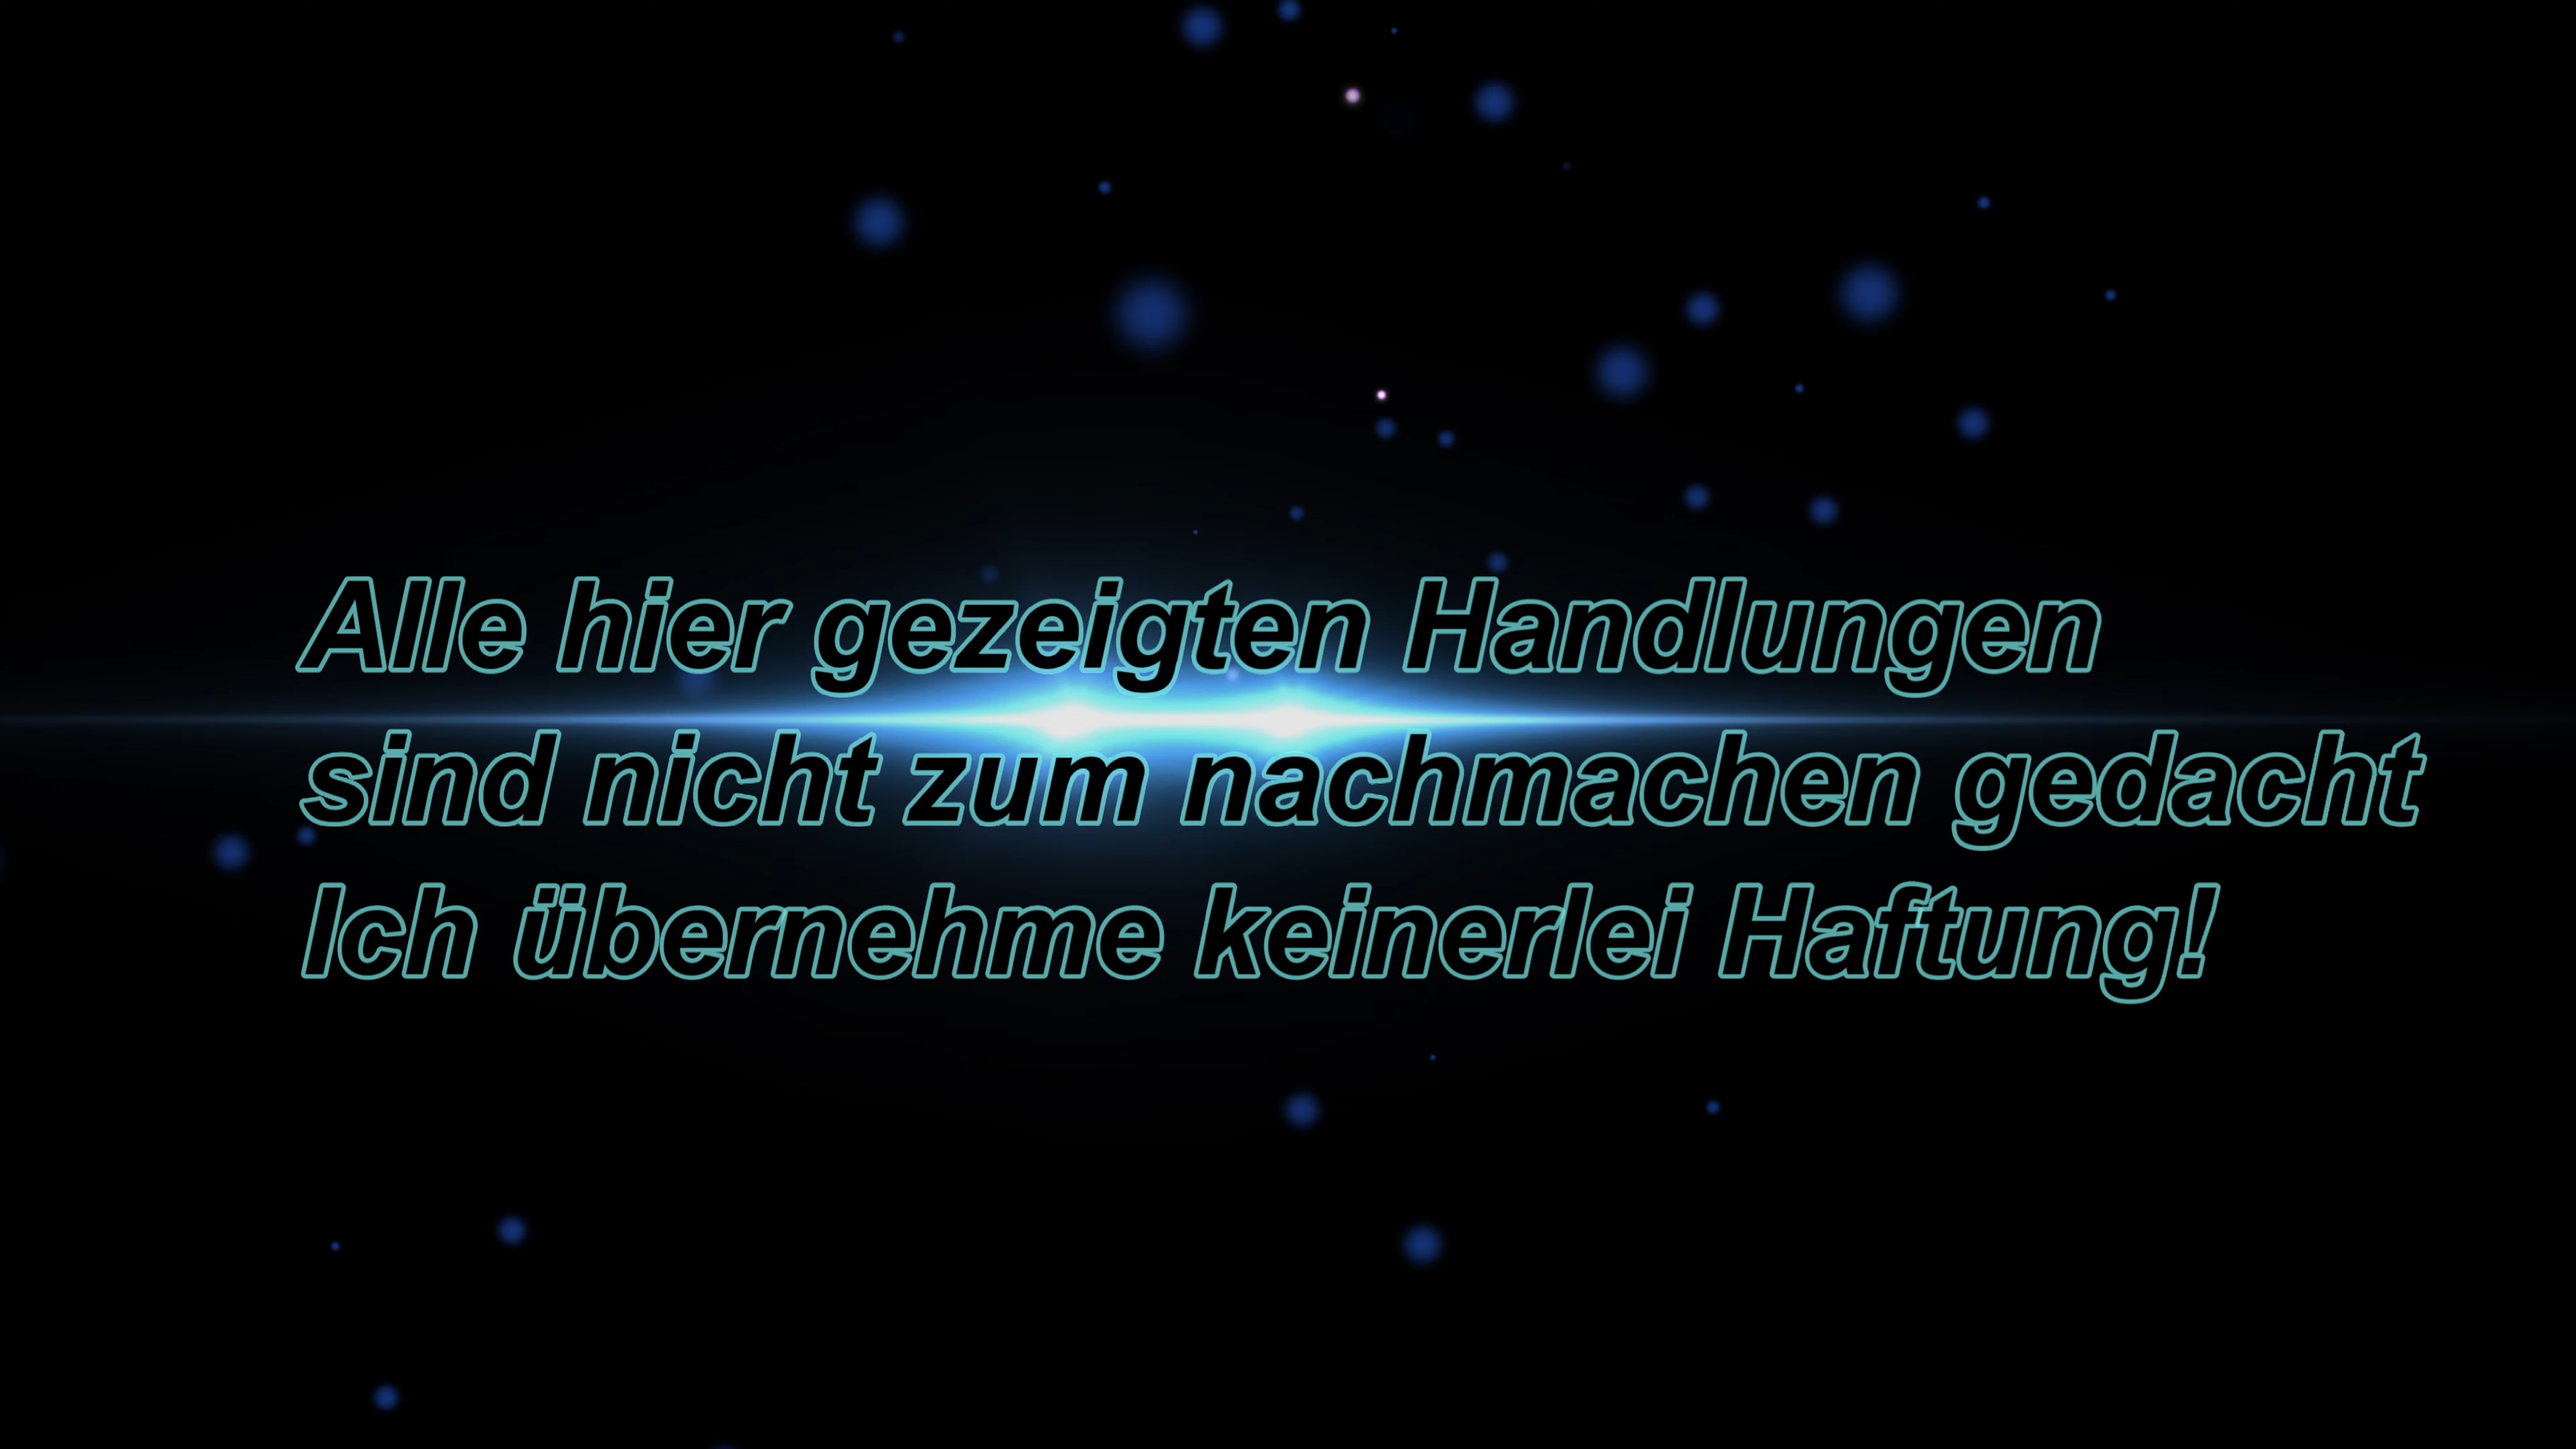 Alle hier gezeigten Handlungen
sind nicht zum nachmachen gedacht
Ich übernehme keinerlei Haftung!